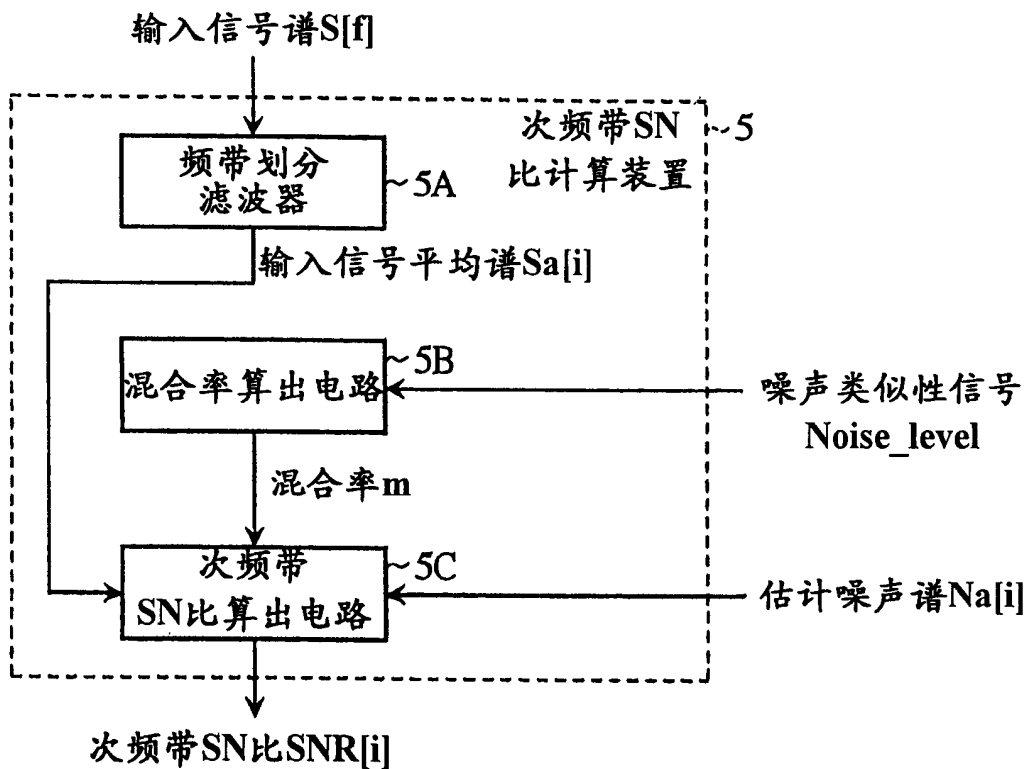 输入信号谱S[f]
次频带SN
比计算装置
5
频带划分
滤波器
5A
输入信号平均谱Sa[i]
5B
混合率算出电路
噪声类似性信号
Noise_level
混合率m
次频带
SN比算出电路
5C
估计噪声谱Na[i]
次频带SN比SNR[i]